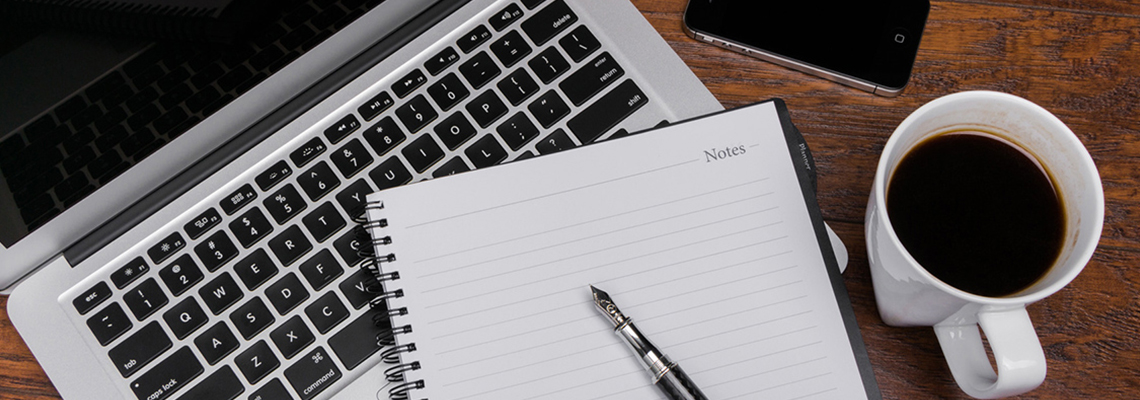 Notes
Planner
esc
! 1 @ 2 # 3 $ 4 % 5 ^ 6 & 7 * 8 ( 9 ) 0 _ - + = delete
tab Q W E R T Y U I O P { [ } ] | \
caps lock A S D F G L : ; " ' enter return
Z X C V ? shift
⌘ command